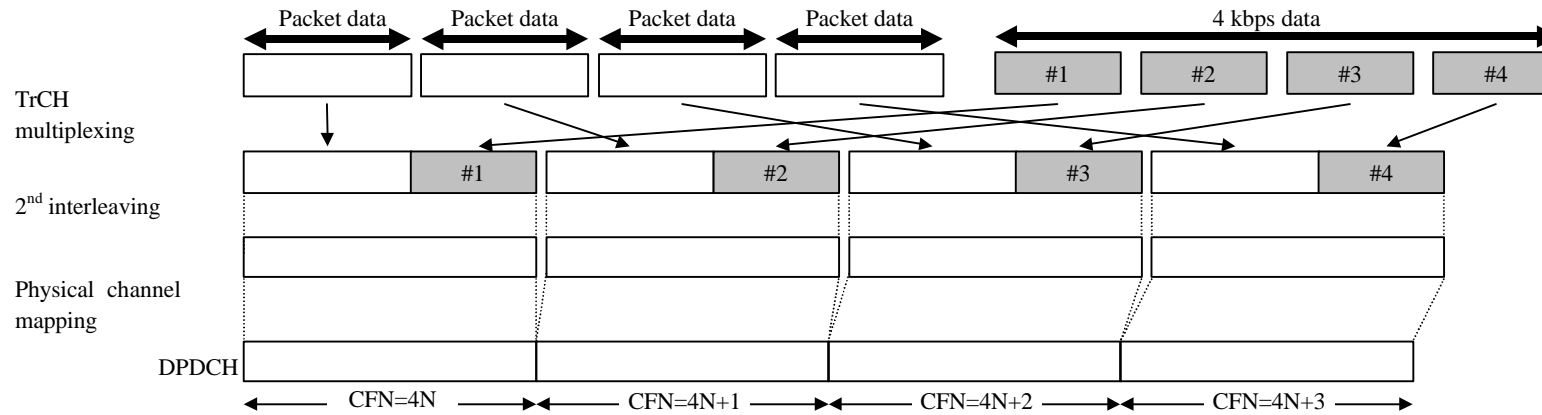 Packet data Packet data Packet data Packet data 4 kbps data
#1 #2 #3 #4
TrCH
multiplexing
#1 #2 #3 #4
2nd interleaving
Physical channel
mapping
DPDCH
CFN=4N CFN=4N+1 CFN=4N+2 CFN=4N+3